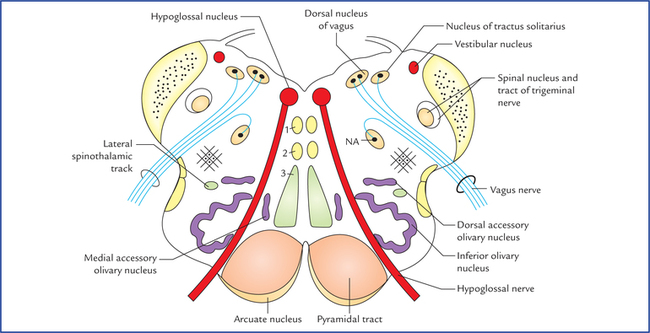 Hypoglossal nucleus
Dorsal nucleus
of vagus
Nucleus of tractus solitarius
Vestibular nucleus
Spinal nucleus and
tract of trigeminal
nerve
1
2
3
NA
Lateral
spinothalamic
track
Vagus nerve
Dorsal accessory
olivary nucleus
Medial accessory
olivary nucleus
Inferior olivary
nucleus
Hypoglossal nerve
Arcuate nucleus
Pyramidal tract